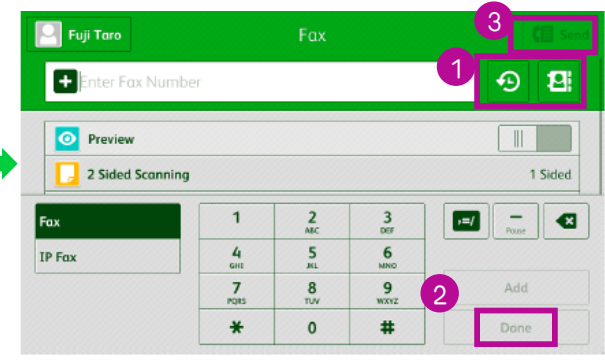 3
Fuji Taro
Fax
Send
1
Enter Fax Number
Preview
2 Sided Scanning
1 Sided
Fax
IP Fax
1
2
ABC
3
DEF
,=/
Pause
4
GHI
5
JKL
6
MNO
7
PQRS
8
TUV
9
WXYZ
2
Add
*
0
#
Done